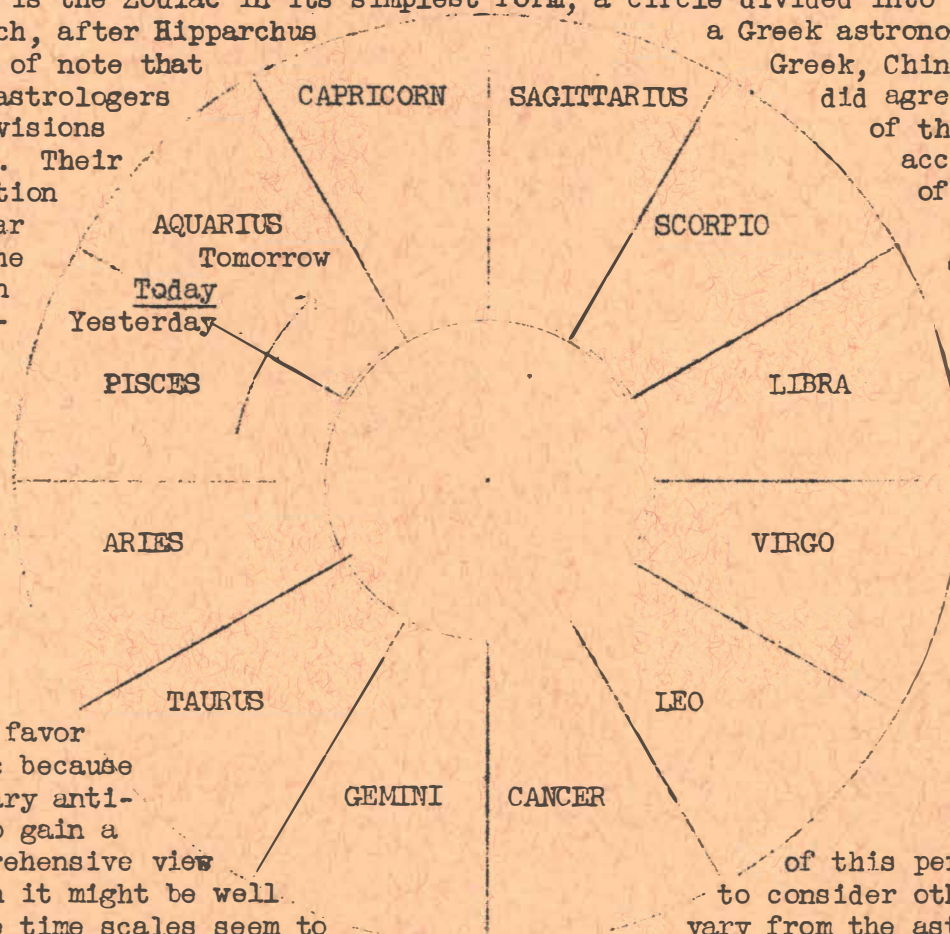 is the Zodiac in its simplest form, a circle divided into
ch, after Hipparchus a Greek astrono
of note that Greek, Chin
astrologers CAPRICORN SAGITTARIUS did agre
visions of th
. Their acc
tion of
ar AQUARIUS SCORPIO
ne Tomorrow
n Today
- Yesterday
PISCES LIBRA
ARIES VIRGO
TAURUS LEO
favor
because
ary anti-
o gain a GEMINI CANCER
rehensive view of this per
n it might be well to consider oth
e time scales seem to vary from the ast